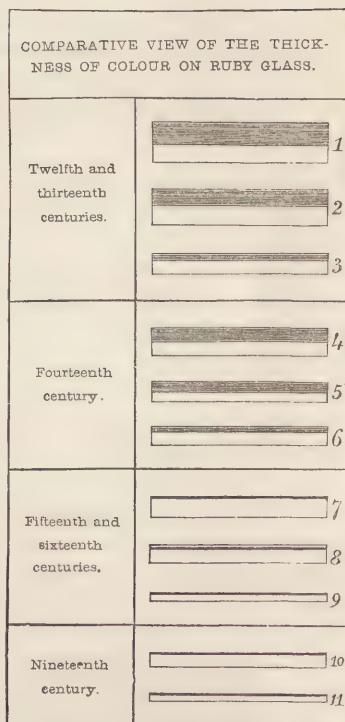 COMPARATIVE VIEW OF THE THICK-
NESS OF COLOUR ON RUBY GLASS.
Twelfth and
thirteenth
centuries.
1
2
3
Fourteenth
century.
4
5
6
Fifteenth and
sixteenth
centuries.
7
8
9
Nineteenth
century.
10
11